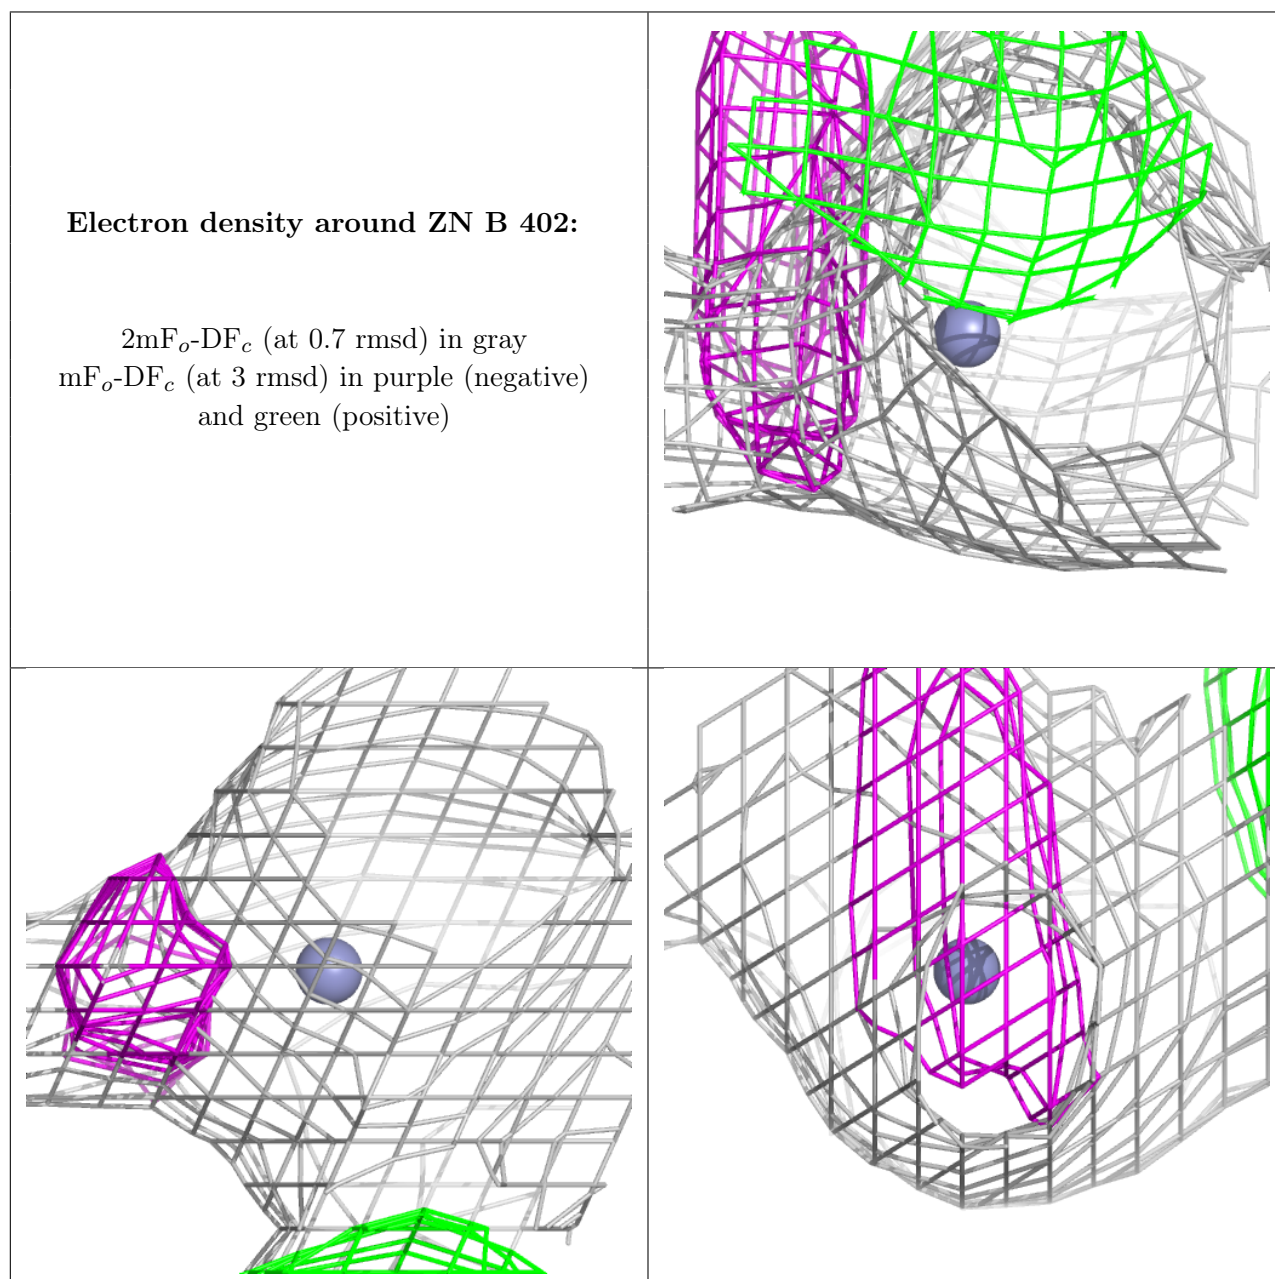 Electron density around ZN B 402:
2mFo-DFc (at 0.7 rmsd) in gray
mFo-DFc (at 3 rmsd) in purple (negative)
and green (positive)